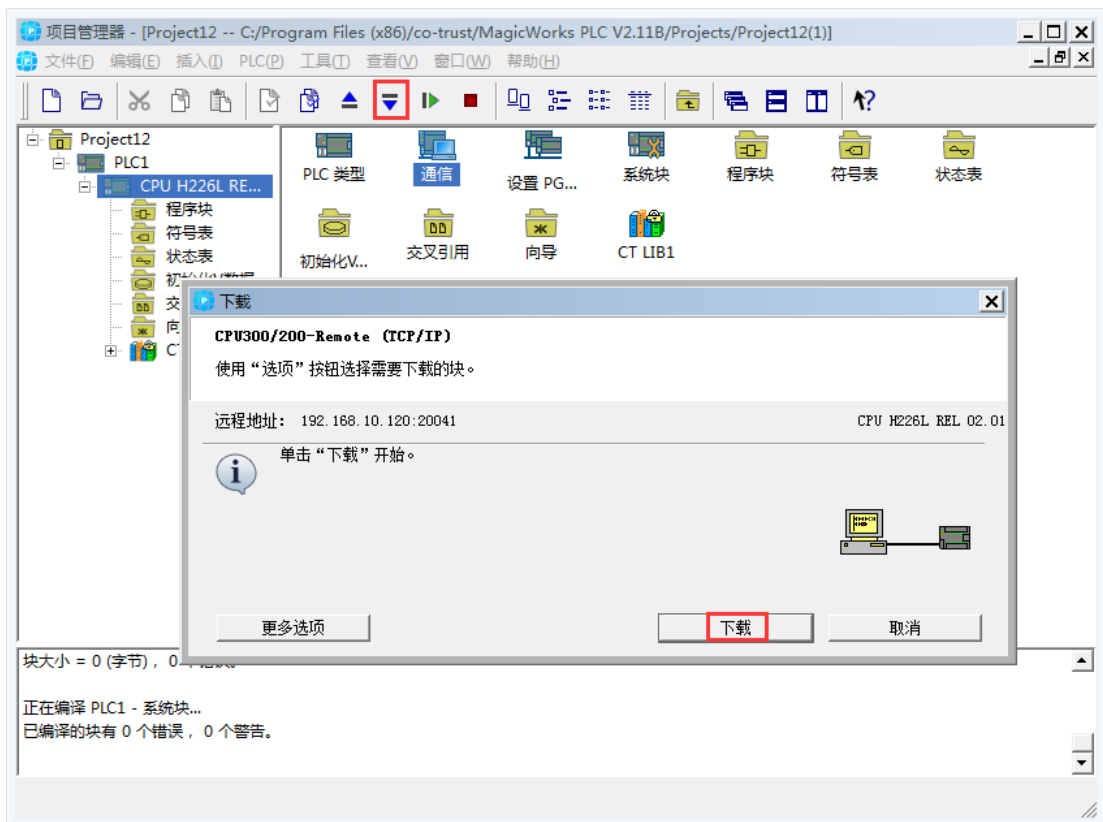 项目管理器 - [Project12 -- C:/Program Files (x86)/co-trust/MagicWorks PLC V2.11B/Projects/Project12(1)]
文件(F) 编辑(E) 插入(I) PLC(P) 工具(T) 查看(V) 窗口(W) 帮助(H)
Project12
PLC1
CPU H226L RE...
程序块
符号表
状态表
PLC 类型
通信
设置 PG...
系统块
程序块
符号表
状态表
初始化V...
交叉引用
向导
CT LIB1
下载
CPU300/200-Remote (TCP/IP)
使用“选项”按钮选择需要下载的块。
远程地址: 192.168.10.120:20041
CPU H226L REL 02.01
单击“下载”开始。
更多选项
下载
取消
块大小 = 0 (字节) , 0
正在编译 PLC1 - 系统块...
已编译的块有 0 个错误 , 0 个警告。